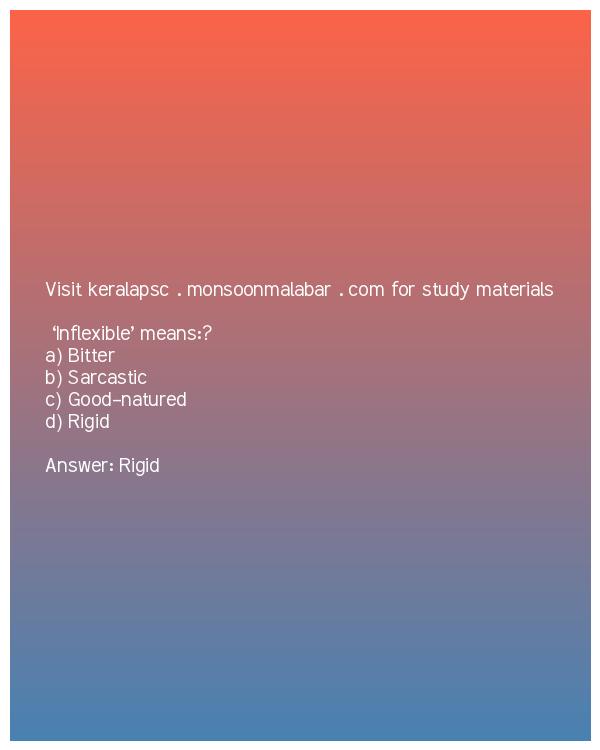 Visit keralapsc . monsoonmalabar . com for study materials
‘Inflexible’ means:?
a) Bitter
b) Sarcastic
c) Good-natured
d) Rigid
Answer: Rigid